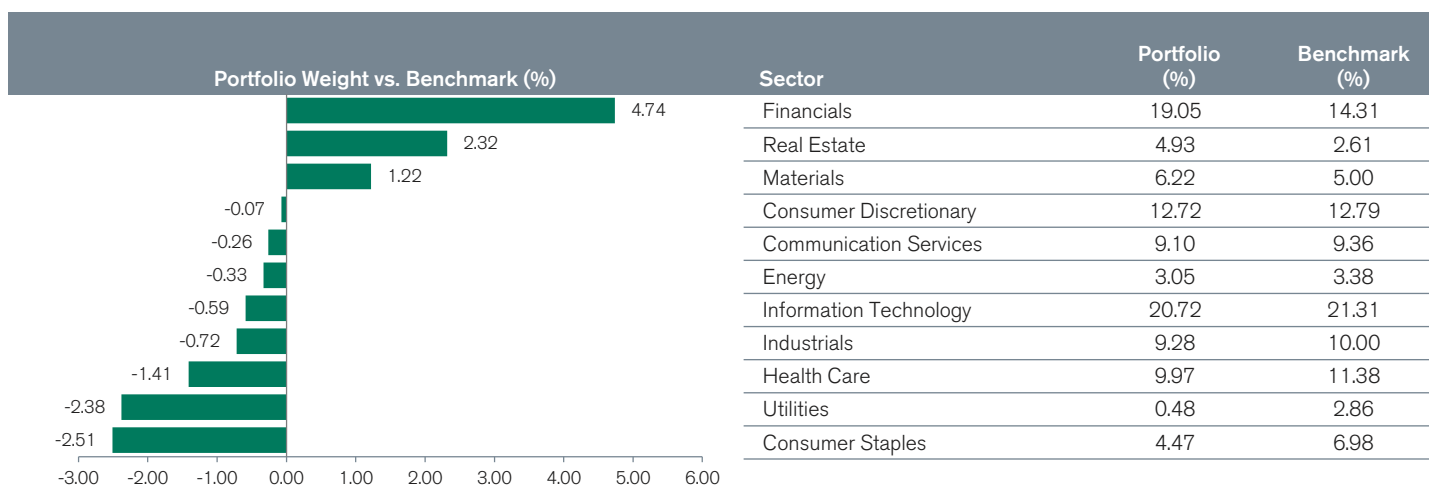 Portfolio Weight vs. Benchmark (%)
Sector
Portfolio
(%)
Benchmark
(%)
4.74
Financials 19.05 14.31
2.32
Real Estate 4.93 2.61
1.22
Materials 6.22 5.00
-0.07
Consumer Discretionary 12.72 12.79
-0.26
Communication Services 9.10 9.36
-0.33
Energy 3.05 3.38
-0.59
Information Technology 20.72 21.31
-0.72
Industrials 9.28 10.00
-1.41
Health Care 9.97 11.38
-2.38
Utilities 0.48 2.86
-2.51
Consumer Staples 4.47 6.98
-3.00 -2.00 -1.00 0.00 1.00 2.00 3.00 4.00 5.00 6.00